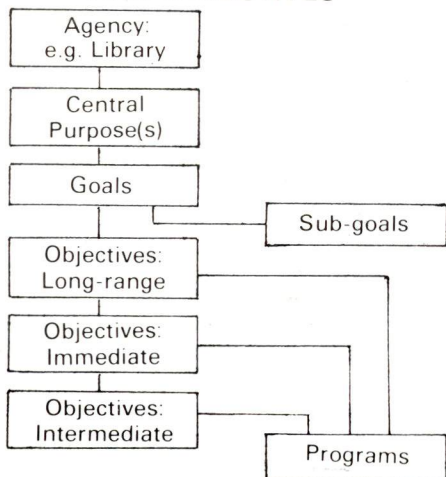 Agency:
e.g. Library
Central
Purpose(s)
Goals
Sub-goals
Objectives:
Long-range
Objectives:
Immediate
Objectives:
Intermediate
Programs